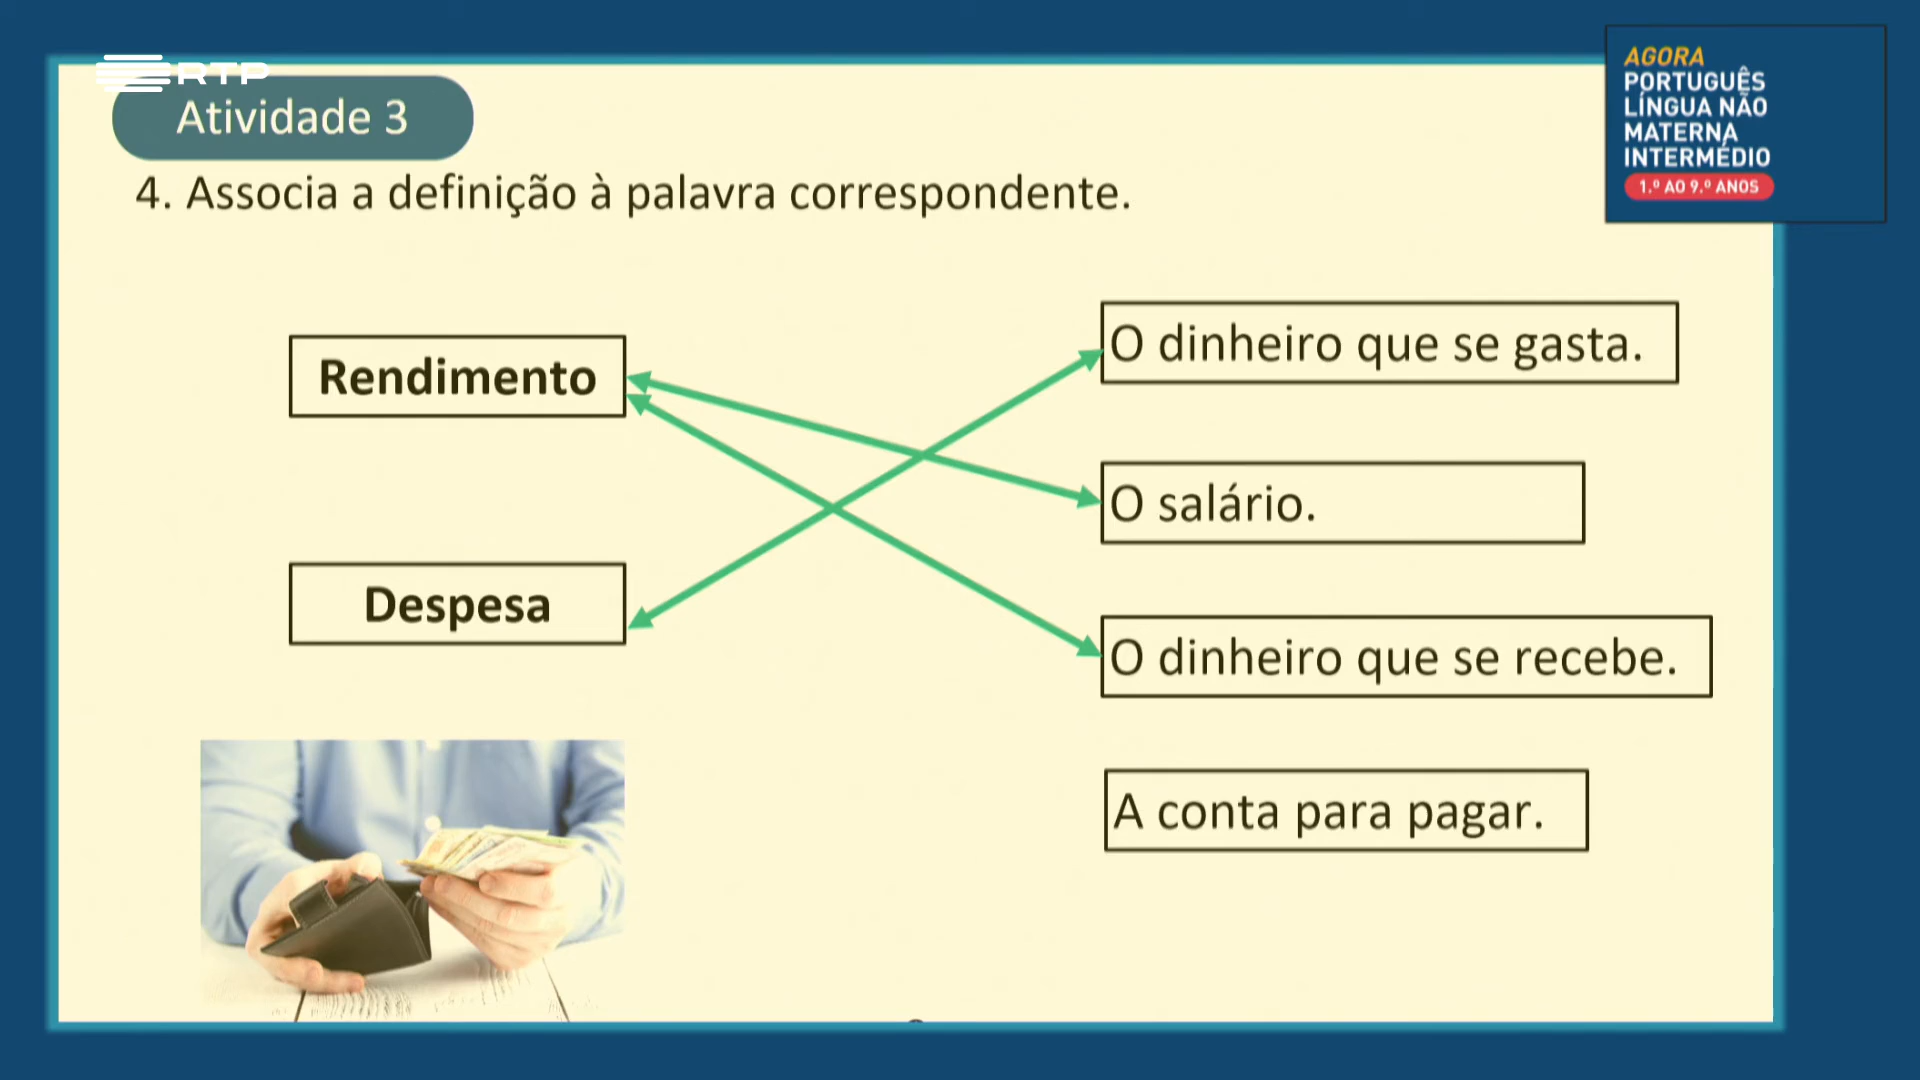 RTP
Atividade 3
AGORA
PORTUGUÊS
LÍNGUA NÃO
MATERNA
INTERMÉDIO
1.º AO 9.º ANOS
4. Associa a definição à palavra correspondente.
Rendimento
Despesa
O dinheiro que se gasta.
O salário.
O dinheiro que se recebe.
A conta para pagar.